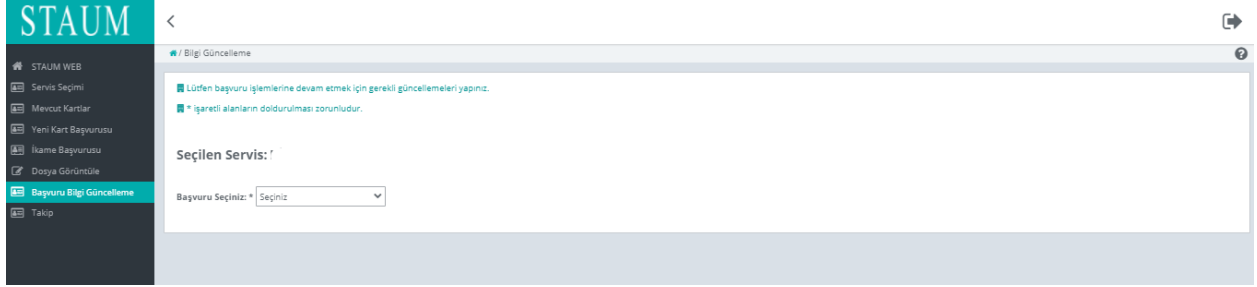 STAUM
/ Bilgi Güncelleme
STAUM WEB
Servis Seçimi
Mevcut Kartlar
Yeni Kart Başvurusu
İkame Başvurusu
Dosya Görüntüle
Başvuru Bilgi Güncelleme
Takip
Lütfen başvuru işlemlerine devam etmek için gerekli güncellemeleri yapınız.
* işaretli alanların doldurulması zorunludur.
Seçilen Servis:
Başvuru Seçiniz: * Seçiniz